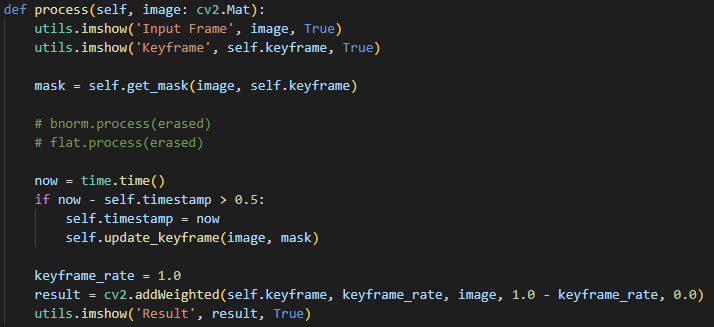 def process(self, image: cv2.Mat):
    utils.imshow('Input Frame', image, True)
    utils.imshow('Keyframe', self.keyframe, True)

    mask = self.get_mask(image, self.keyframe)

    # bnorm.process(erased)
    # flat.process(erased)

    now = time.time()
    if now - self.timestamp > 0.5:
        self.timestamp = now
        self.update_keyframe(image, mask)

    keyframe_rate = 1.0
    result = cv2.addWeighted(self.keyframe, keyframe_rate, image, 1.0 - keyframe_rate, 0.0)
    utils.imshow('Result', result, True)